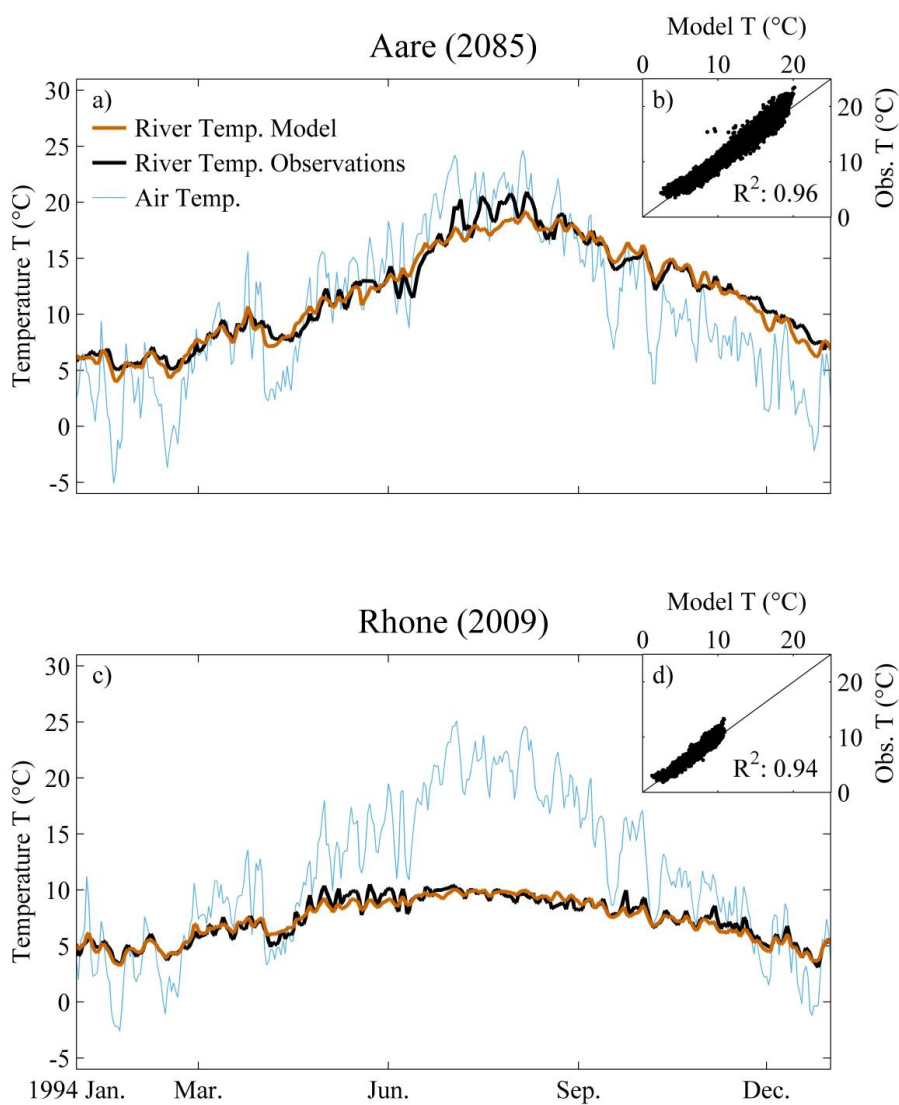 Model T (°C)
Aare (2085)
0 10 20
30
25
20
15
10
5
0
-5
Temperature T (°C)
a)
River Temp. Model
River Temp. Observations
Air Temp.
b)
R²: 0.96
20
10
0
Obs. T (°C)
Model T (°C)
Rhone (2009)
0 10 20
30
25
20
15
10
5
0
-5
Temperature T (°C)
c)
d)
R²: 0.94
20
10
0
Obs. T (°C)
1994 Jan. Mar. Jun. Sep. Dec.